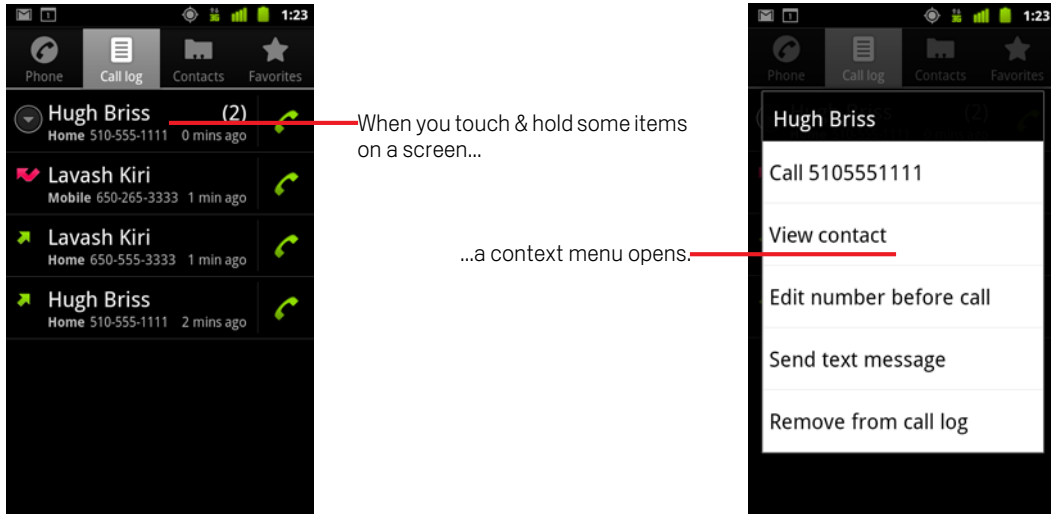 1:23
Phone Call log Contacts Favorites
Hugh Briss (2)
Home 510-555-1111 0 mins ago
Lavash Kiri
Mobile 650-265-3333 1 min ago
Lavash Kiri
Home 650-555-3333 1 min ago
Hugh Briss
Home 510-555-1111 2 mins ago
When you touch & hold some items
on a screen...
...a context menu opens.
1:23
Phone Call log Contacts Favorites
Hugh Briss
Call 5105551111
View contact
Edit number before call
Send text message
Remove from call log